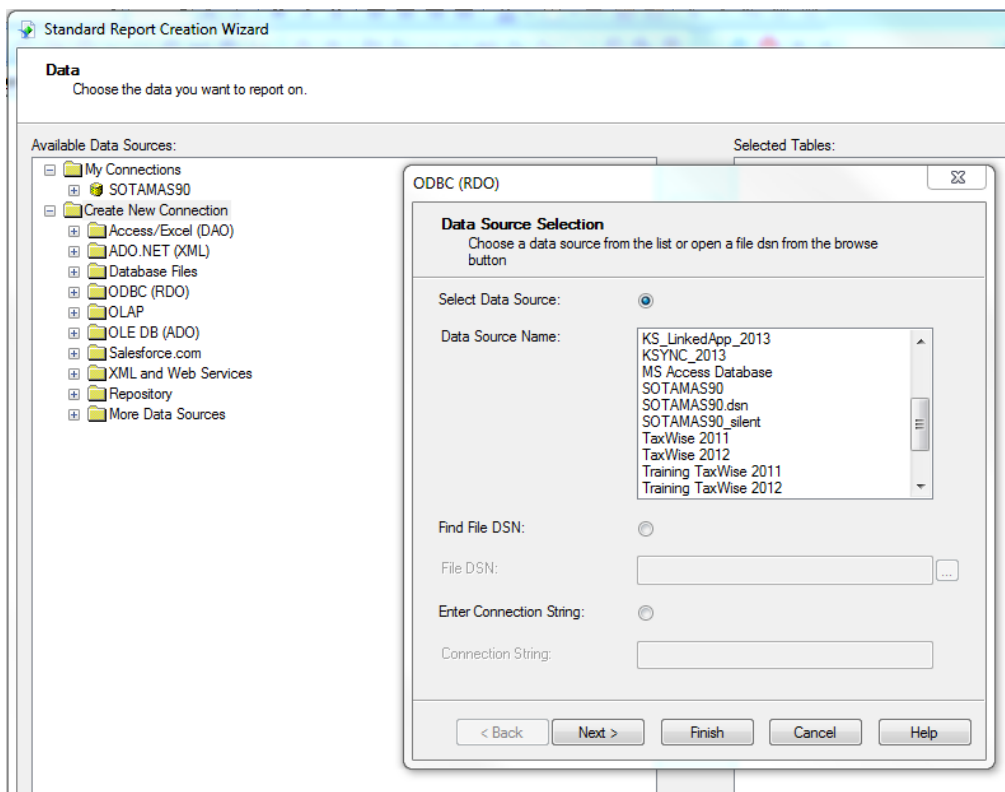 Standard Report Creation Wizard
Data
Choose the data you want to report on.
Available Data Sources:
Selected Tables:
My Connections
SOTAMAS90
Create New Connection
Access/Excel (DAO)
ADO.NET (XML)
Database Files
ODBC (RDO)
OLAP
OLE DB (ADO)
Salesforce.com
XML and Web Services
Repository
More Data Sources
ODBC (RDO)
Data Source Selection
Choose a data source from the list or open a file dsn from the browse
button
Select Data Source:
Data Source Name:
KS_LinkedApp_2013
KSYNC_2013
MS Access Database
SOTAMAS90
SOTAMAS90.dsn
SOTAMAS90_silent
TaxWise 2011
TaxWise 2012
Training TaxWise 2011
Training TaxWise 2012
Find File DSN:
File DSN:
...
Enter Connection String:
Connection String:
< Back
Next >
Finish
Cancel
Help